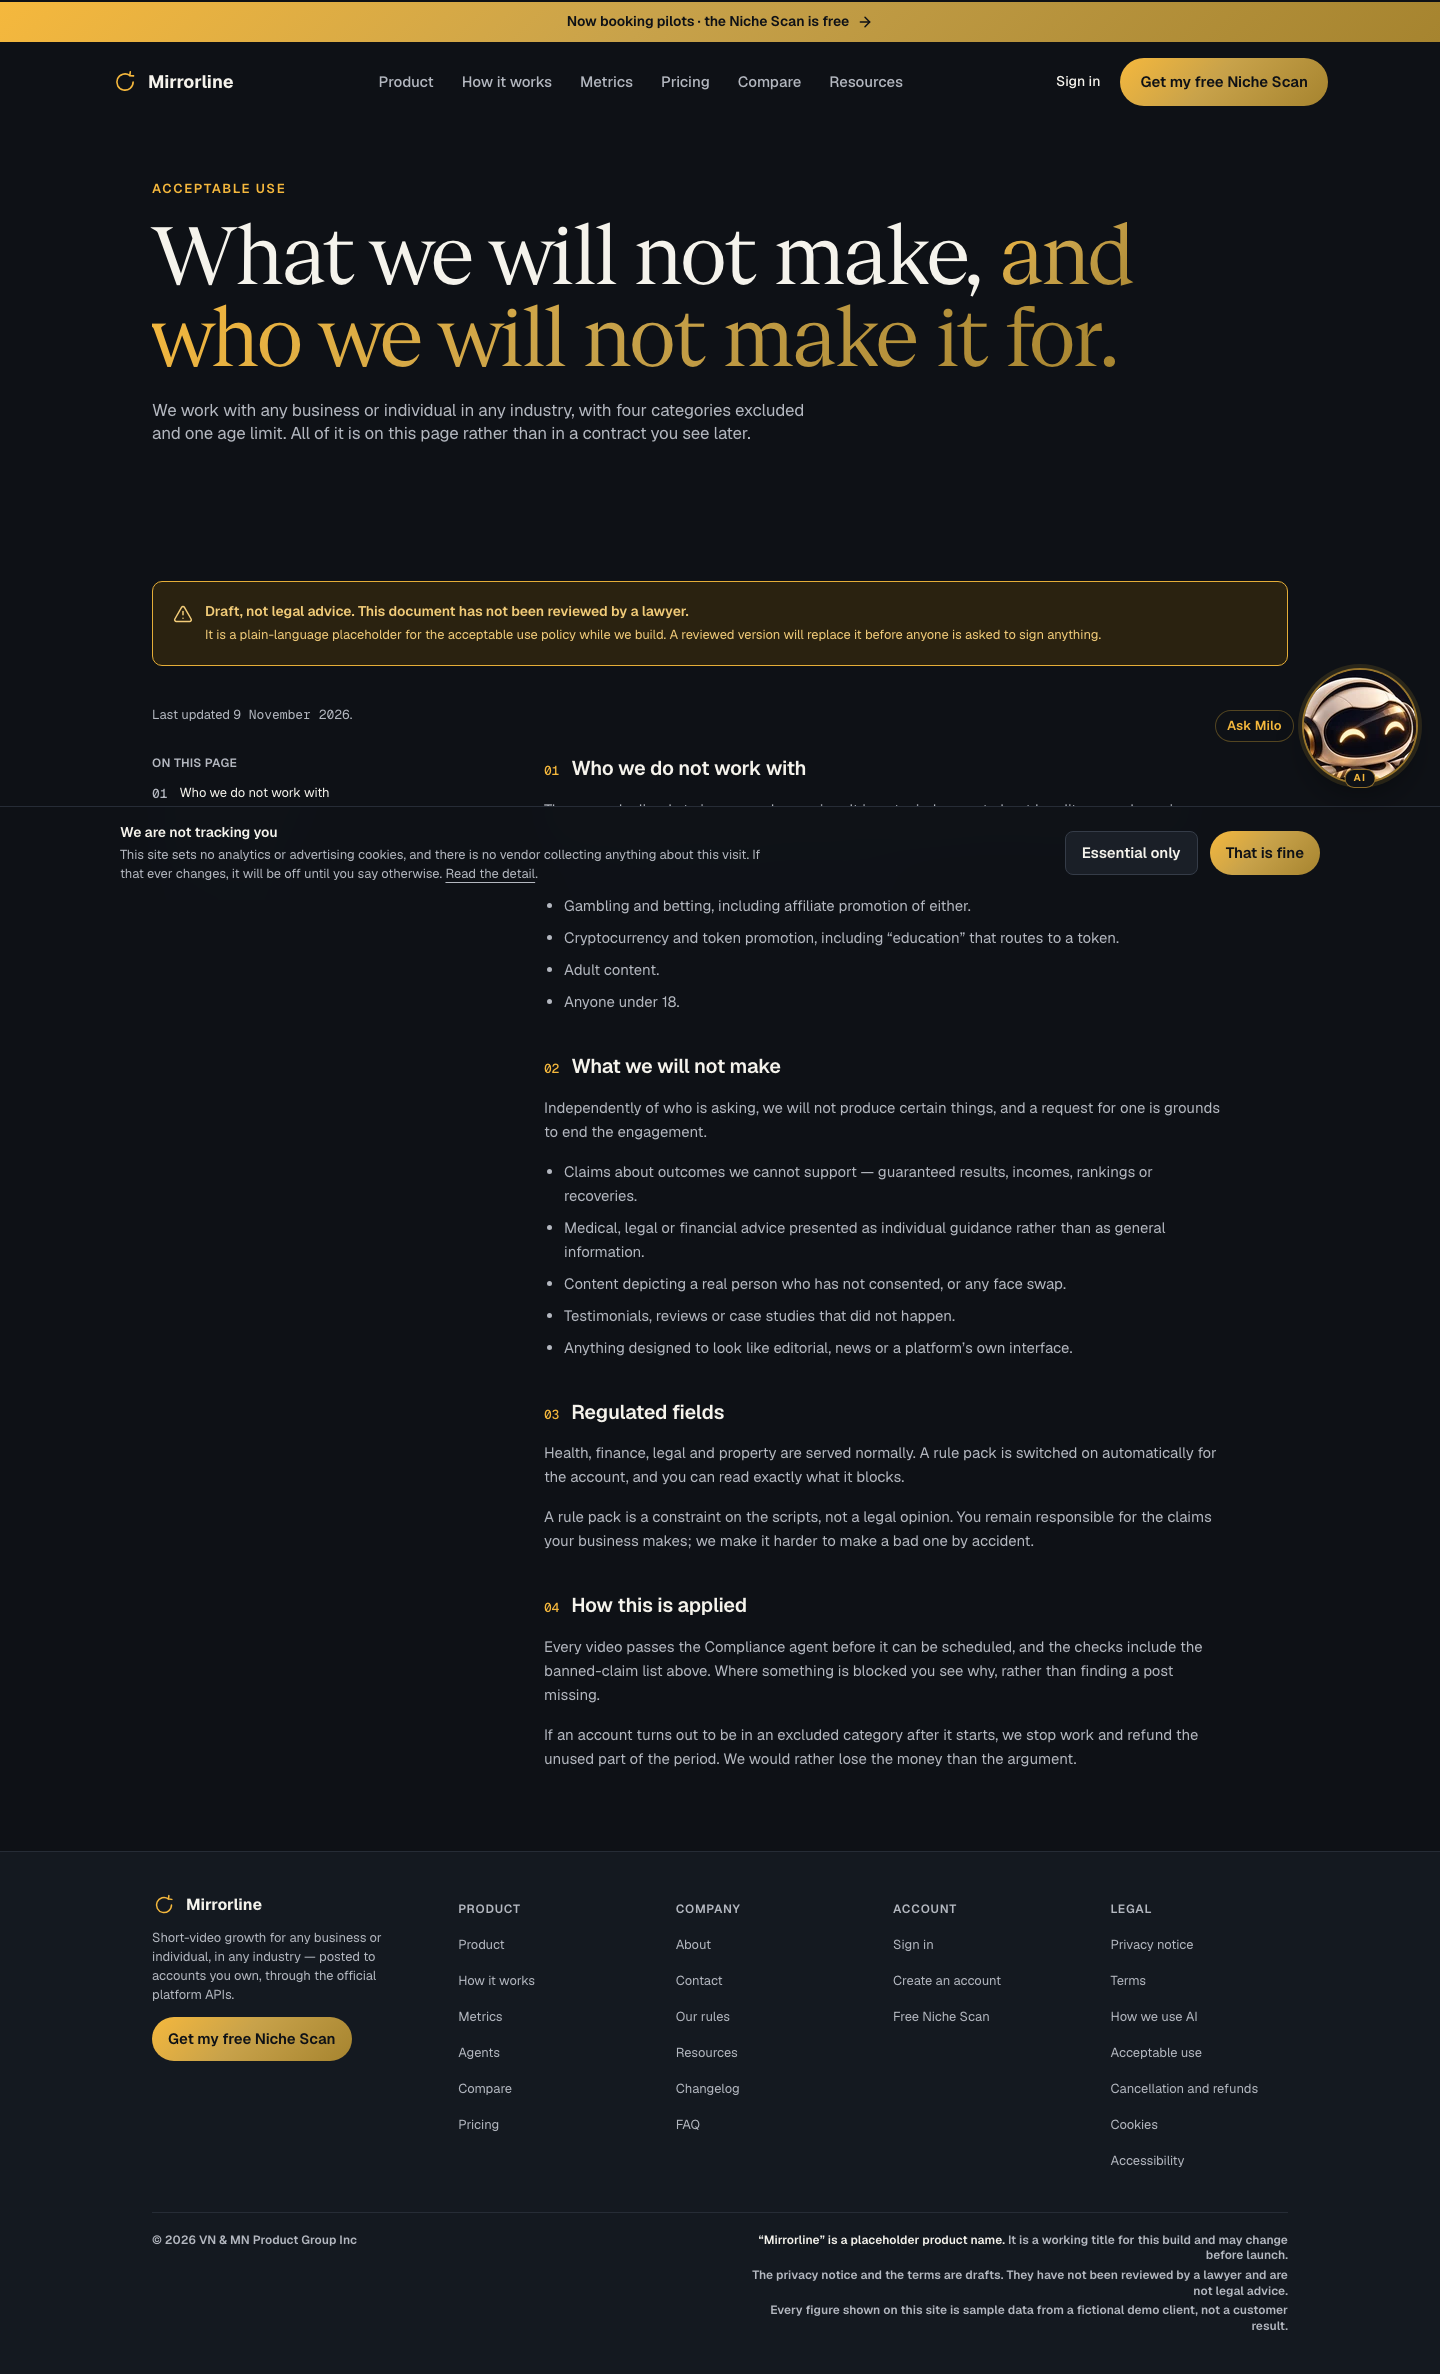 Now booking pilots · the Niche Scan is free →
Mirrorline
Product
How it works
Metrics
Pricing
Compare
Resources
Sign in
Get my free Niche Scan
ACCEPTABLE USE
What we will not make, and
who we will not make it for.
We work with any business or individual in any industry, with four categories excluded
and one age limit. All of it is on this page rather than in a contract you see later.
Draft, not legal advice. This document has not been reviewed by a lawyer.
It is a plain-language placeholder for the acceptable use policy while we build. A reviewed version will replace it before anyone is asked to sign anything.
Last updated 9 November 2026.
Ask Milo
AI
ON THIS PAGE
01 Who we do not work with
01 Who we do not work with
We are not tracking you
This site sets no analytics or advertising cookies, and there is no vendor collecting anything about this visit. If
that ever changes, it will be off until you say otherwise. Read the detail.
Essential only
That is fine
• Gambling and betting, including affiliate promotion of either.
• Cryptocurrency and token promotion, including “education” that routes to a token.
• Adult content.
• Anyone under 18.
02 What we will not make
Independently of who is asking, we will not produce certain things, and a request for one is grounds
to end the engagement.
• Claims about outcomes we cannot support — guaranteed results, incomes, rankings or
recoveries.
• Medical, legal or financial advice presented as individual guidance rather than as general
information.
• Content depicting a real person who has not consented, or any face swap.
• Testimonials, reviews or case studies that did not happen.
• Anything designed to look like editorial, news or a platform’s own interface.
03 Regulated fields
Health, finance, legal and property are served normally. A rule pack is switched on automatically for
the account, and you can read exactly what it blocks.
A rule pack is a constraint on the scripts, not a legal opinion. You remain responsible for the claims
your business makes; we make it harder to make a bad one by accident.
04 How this is applied
Every video passes the Compliance agent before it can be scheduled, and the checks include the
banned-claim list above. Where something is blocked you see why, rather than finding a post
missing.
If an account turns out to be in an excluded category after it starts, we stop work and refund the
unused part of the period. We would rather lose the money than the argument.
Mirrorline
Short-video growth for any business or
individual, in any industry — posted to
accounts you own, through the official
platform APIs.
Get my free Niche Scan
PRODUCT
Product
How it works
Metrics
Agents
Compare
Pricing
COMPANY
About
Contact
Our rules
Resources
Changelog
FAQ
ACCOUNT
Sign in
Create an account
Free Niche Scan
LEGAL
Privacy notice
Terms
How we use AI
Acceptable use
Cancellation and refunds
Cookies
Accessibility
© 2026 VN & MN Product Group Inc
“Mirrorline” is a placeholder product name. It is a working title for this build and may change
before launch.
The privacy notice and the terms are drafts. They have not been reviewed by a lawyer and are
not legal advice.
Every figure shown on this site is sample data from a fictional demo client, not a customer
result.